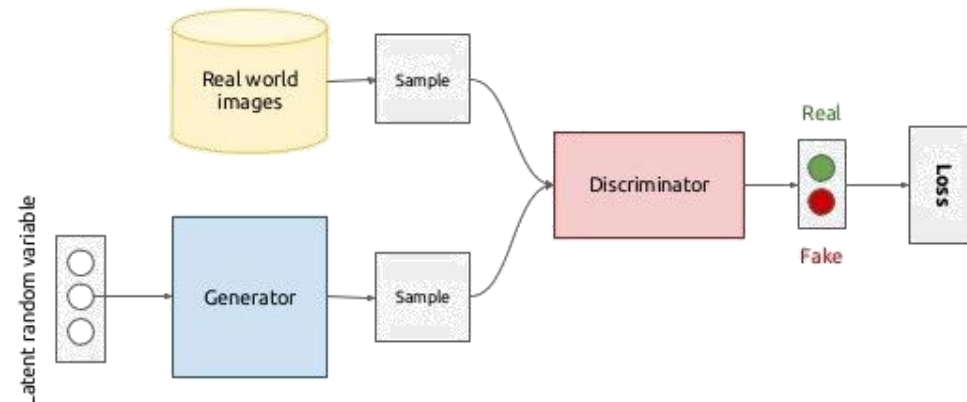 Real world
images
Sample
Real
Discriminator
Loss
Fake
Latent random variable
Generator
Sample